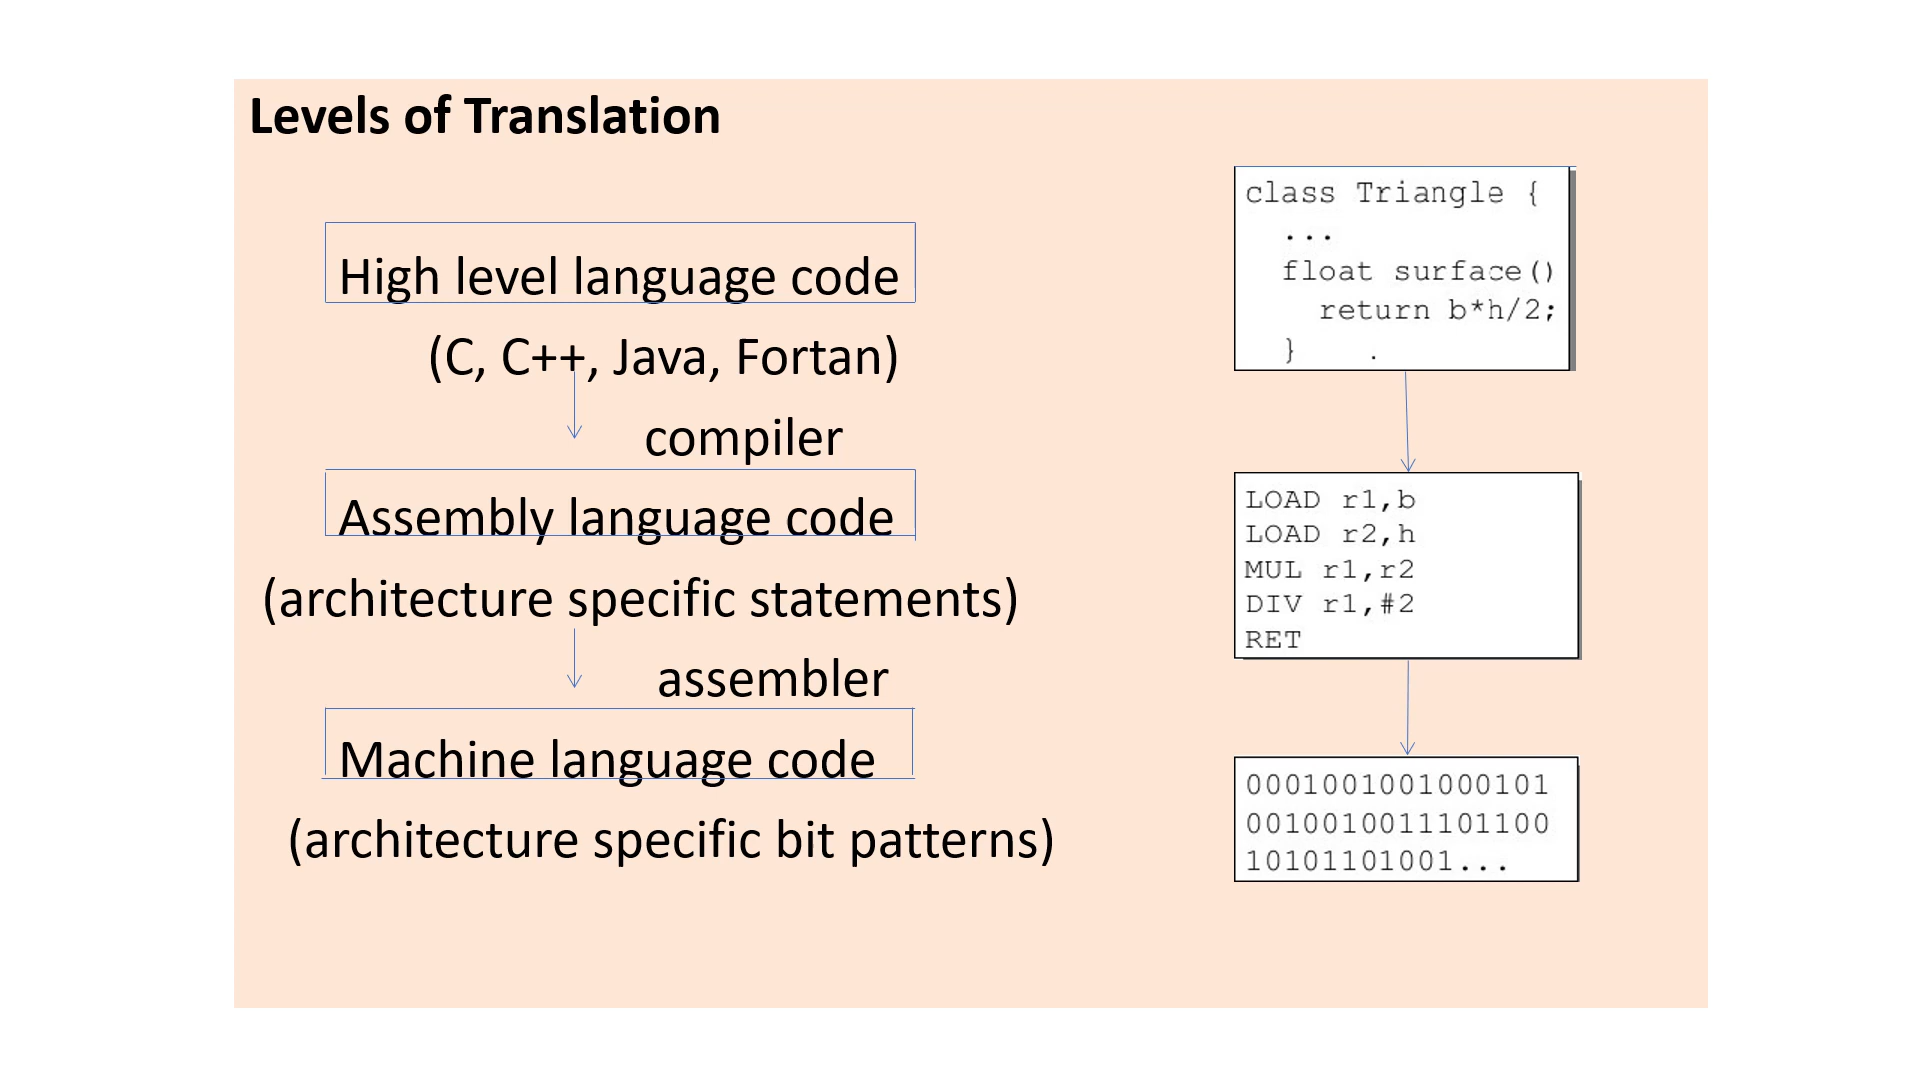 Levels of Translation
High level language code
(C, C++, Java, Fortan)
compiler
Assembly language code
(architecture specific statements)
assembler
Machine language code
(architecture specific bit patterns)
class Triangle {
...
float surface()
return b*h/2;
} .
LOAD r1,b
LOAD r2,h
MUL r1,r2
DIV r1,#2
RET
0001001001000101
0010010011101100
10101101001...